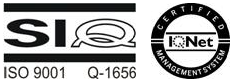 SIQ
ISO 9001 Q-1656
CERTIFIED
IQNet
MANAGEMENT SYSTEM